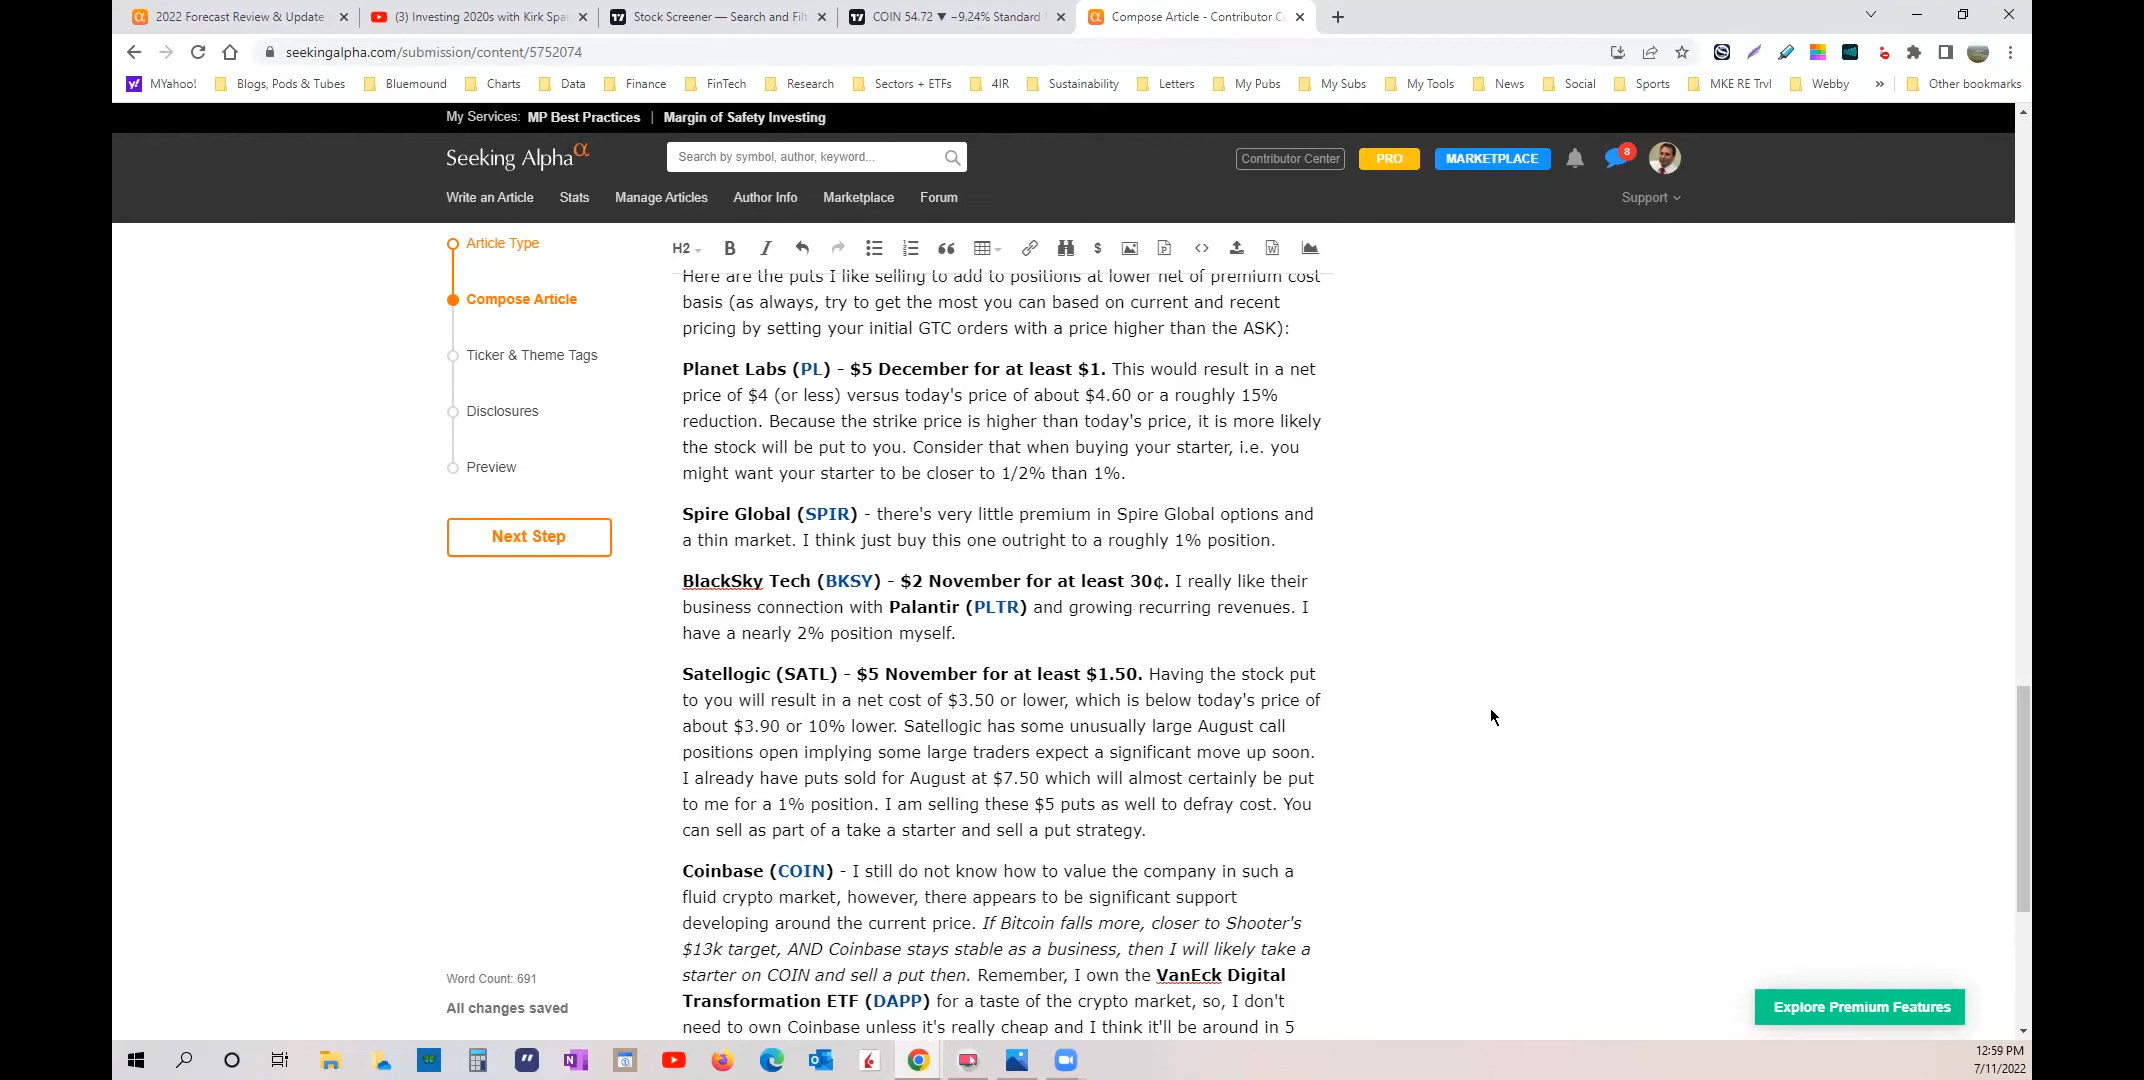 2022 Forecast Review & Update
(3) Investing 2020s with Kirk Spa
Stock Screener — Search and Filt
COIN 54.72 ▼ −9.24% Standard
Compose Article - Contributor C
seekingalpha.com/submission/content/5752074
MYahoo! Blogs, Pods & Tubes Bluemound Charts Data Finance FinTech Research Sectors + ETFs 4IR Sustainability Letters My Pubs My Subs My Tools News Social Sports MKE RE Trvl Webby » Other bookmarks
My Services: MP Best Practices | Margin of Safety Investing
Seeking Alpha α
Search by symbol, author, keyword...
Contributor Center PRO MARKETPLACE 8
Write an Article Stats Manage Articles Author Info Marketplace Forum Support
Article Type
Compose Article
Ticker & Theme Tags
Disclosures
Preview
Next Step
H2 B I $
Here are the puts I like selling to add to positions at lower net of premium cost
basis (as always, try to get the most you can based on current and recent
pricing by setting your initial GTC orders with a price higher than the ASK):
Planet Labs (PL) - $5 December for at least $1. This would result in a net
price of $4 (or less) versus today's price of about $4.60 or a roughly 15%
reduction. Because the strike price is higher than today's price, it is more likely
the stock will be put to you. Consider that when buying your starter, i.e. you
might want your starter to be closer to 1/2% than 1%.
Spire Global (SPIR) - there's very little premium in Spire Global options and
a thin market. I think just buy this one outright to a roughly 1% position.
BlackSky Tech (BKSY) - $2 November for at least 30¢. I really like their
business connection with Palantir (PLTR) and growing recurring revenues. I
have a nearly 2% position myself.
Satellogic (SATL) - $5 November for at least $1.50. Having the stock put
to you will result in a net cost of $3.50 or lower, which is below today's price of
about $3.90 or 10% lower. Satellogic has some unusually large August call
positions open implying some large traders expect a significant move up soon.
I already have puts sold for August at $7.50 which will almost certainly be put
to me for a 1% position. I am selling these $5 puts as well to defray cost. You
can sell as part of a take a starter and sell a put strategy.
Coinbase (COIN) - I still do not know how to value the company in such a
fluid crypto market, however, there appears to be significant support
developing around the current price. If Bitcoin falls more, closer to Shooter's
$13k target, AND Coinbase stays stable as a business, then I will likely take a
starter on COIN and sell a put then. Remember, I own the VanEck Digital
Transformation ETF (DAPP) for a taste of the crypto market, so, I don't
need to own Coinbase unless it's really cheap and I think it'll be around in 5
Word Count: 691
All changes saved
Explore Premium Features
12:59 PM
7/11/2022